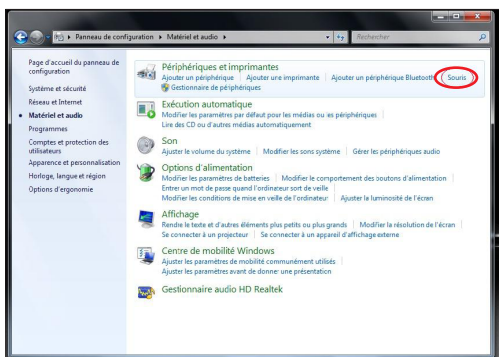 Panneau de configuration ▸ Matériel et audio ▸
Rechercher
Page d'accueil du panneau de
configuration
Système et sécurité
Réseau et Internet
Matériel et audio
Programmes
Comptes et protection des
utilisateurs
Apparence et personnalisation
Horloge, langue et région
Options d'ergonomie
Périphériques et imprimantes
Ajouter un périphérique | Ajouter une imprimante | Ajouter un périphérique Bluetooth | Souris
Gestionnaire de périphériques
Exécution automatique
Modifier les paramètres par défaut pour les médias ou les périphériques
Lire des CD ou d'autres médias automatiquement
Son
Ajuster le volume du système | Modifier les sons système | Gérer les périphériques audio
Options d'alimentation
Modifier les paramètres de batteries | Modifier le comportement des boutons d'alimentation
Entrer un mot de passe quand l'ordinateur sort de veille
Modifier les conditions de mise en veille de l'ordinateur | Ajuster la luminosité de l'écran
Affichage
Rendre le texte et d'autres éléments plus petits ou plus grands | Modifier la résolution de l'écran
Se connecter à un projecteur | Se connecter à un appareil d'affichage externe
Centre de mobilité Windows
Ajuster les paramètres de mobilité communément utilisés
Ajuster les paramètres avant de donner une présentation
Gestionnaire audio HD Realtek